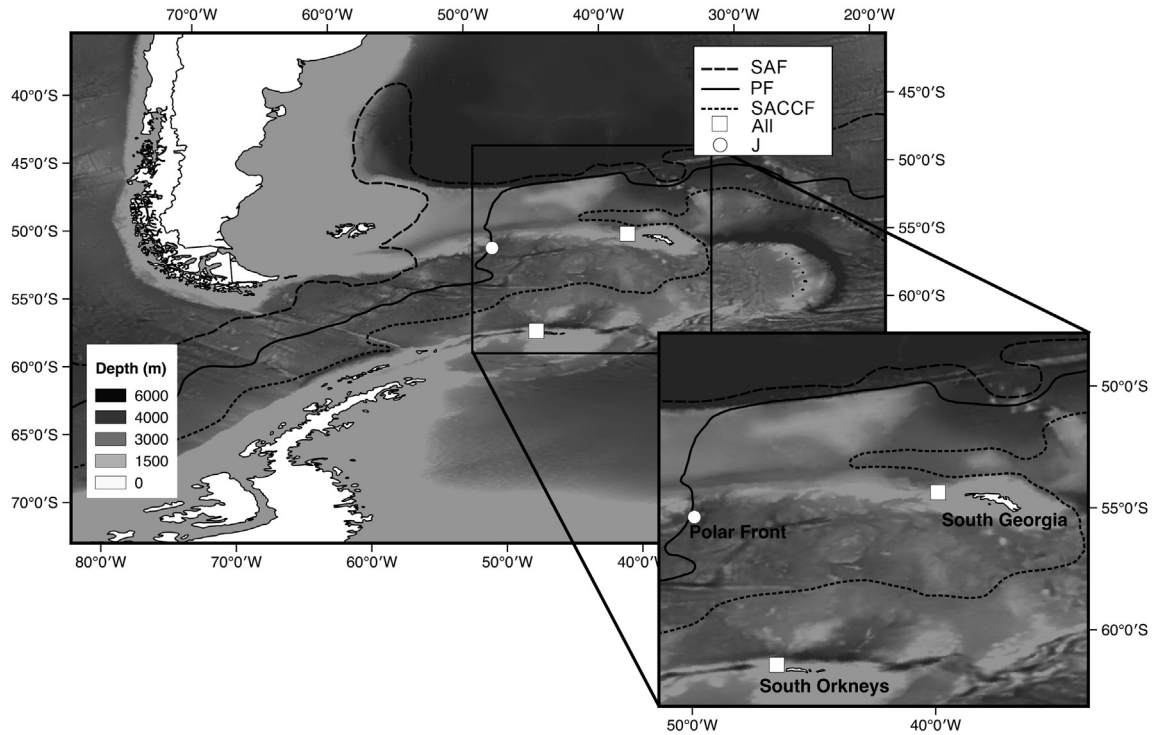 70°0'W 60°0'W 50°0'W 40°0'W 30°0'W 20°0'W
SAF
PF
SACCF
All
J
40°0'S
45°0'S
50°0'S
55°0'S
60°0'S
65°0'S
70°0'S
45°0'S
50°0'S
55°0'S
60°0'S
Depth (m)
6000
4000
3000
1500
0
80°0'W 70°0'W 60°0'W 50°0'W 40°0'
Polar Front
South Georgia
South Orkneys
50°0'S
55°0'S
60°0'S
50°0'W 40°0'W